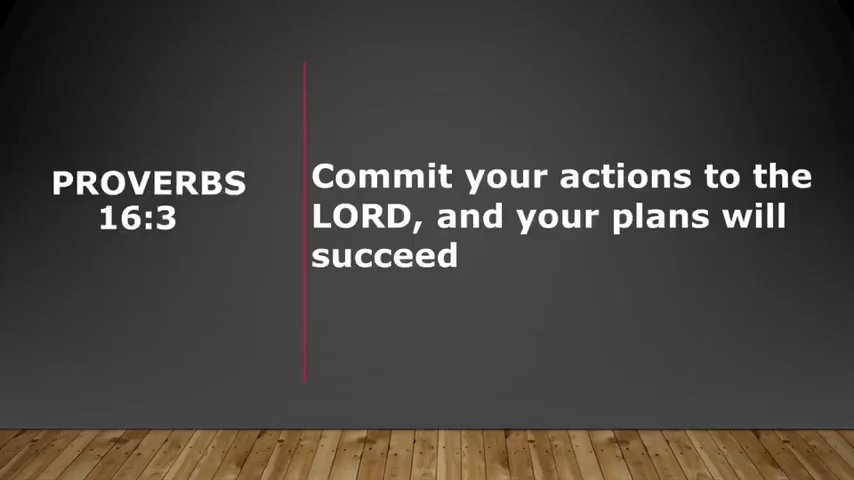 PROVERBS
16:3
Commit your actions to the
LORD, and your plans will
succeed